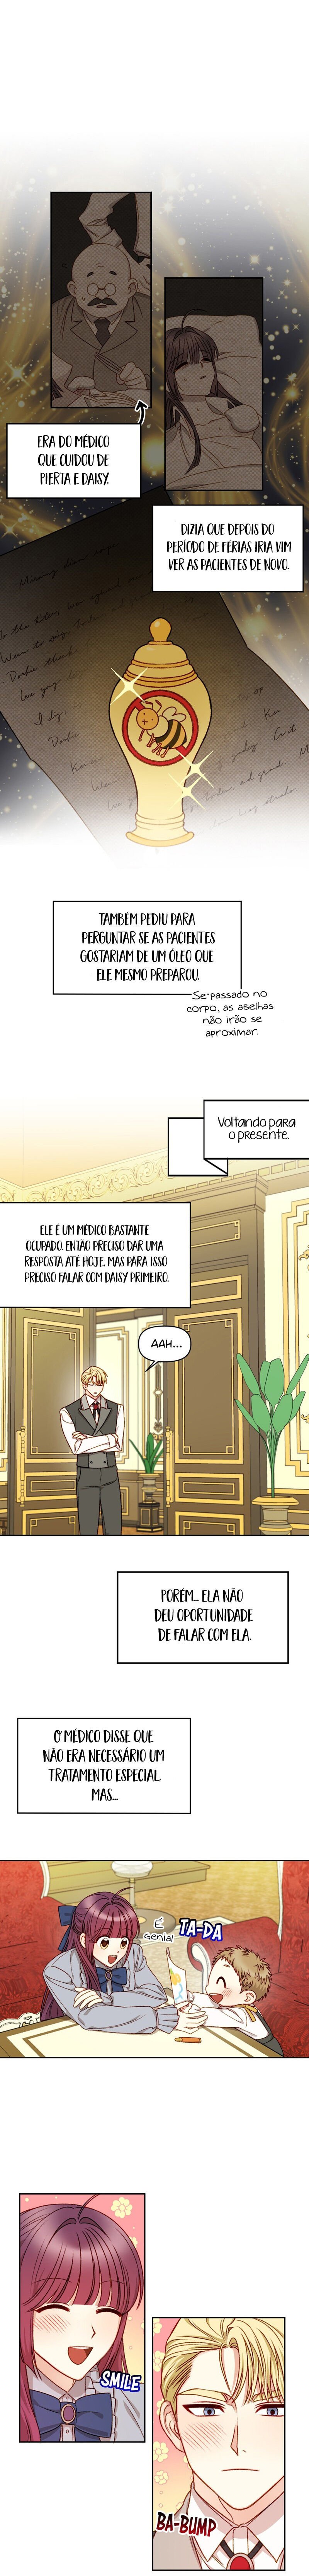 ERA DO MÉDICO
QUE CUIDOU DE
PIERTA E DAISY.
DIZIA QUE DEPOIS DO
PERÍODO DE FÉRIAS IRIA VIM
VER AS PACIENTES DE NOVO.
TAMBÉM PEDIU PARA
PERGUNTAR SE AS PACIENTES
GOSTARIAM DE UM ÓLEO QUE
ELE MESMO PREPAROU.
Se passado no
corpo, as abelhas
não irão se
aproximar.
Voltando para
o presente.
ELE É UM MÉDICO BASTANTE
OCUPADO. ENTÃO PRECISO DAR UMA
RESPOSTA ATÉ HOJE. MAS PARA ISSO
PRECISO FALAR COM DAISY PRIMEIRO.
AAH...
PORÉM... ELA NÃO
DEU OPORTUNIDADE
DE FALAR COM ELA.
O MÉDICO DISSE QUE
NÃO ERA NECESSÁRIO UM
TRATAMENTO ESPECIAL,
MAS...
É
Genial
TA-DA
SMILE
BA-BUMP